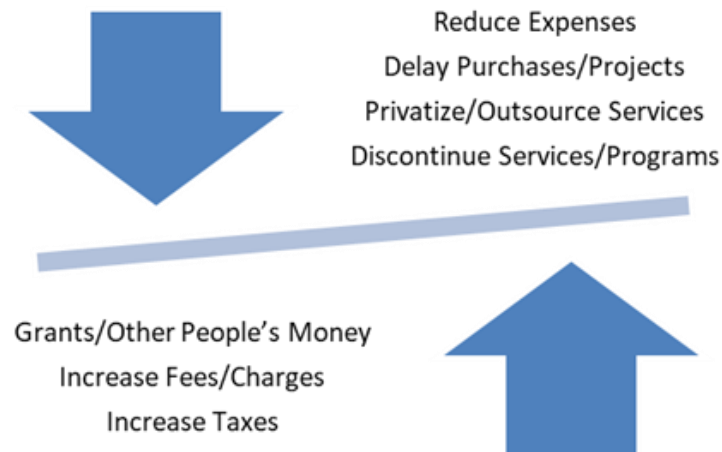 Reduce Expenses
Delay Purchases/Projects
Privatize/Outsource Services
Discontinue Services/Programs
Grants/Other People’s Money
Increase Fees/Charges
Increase Taxes